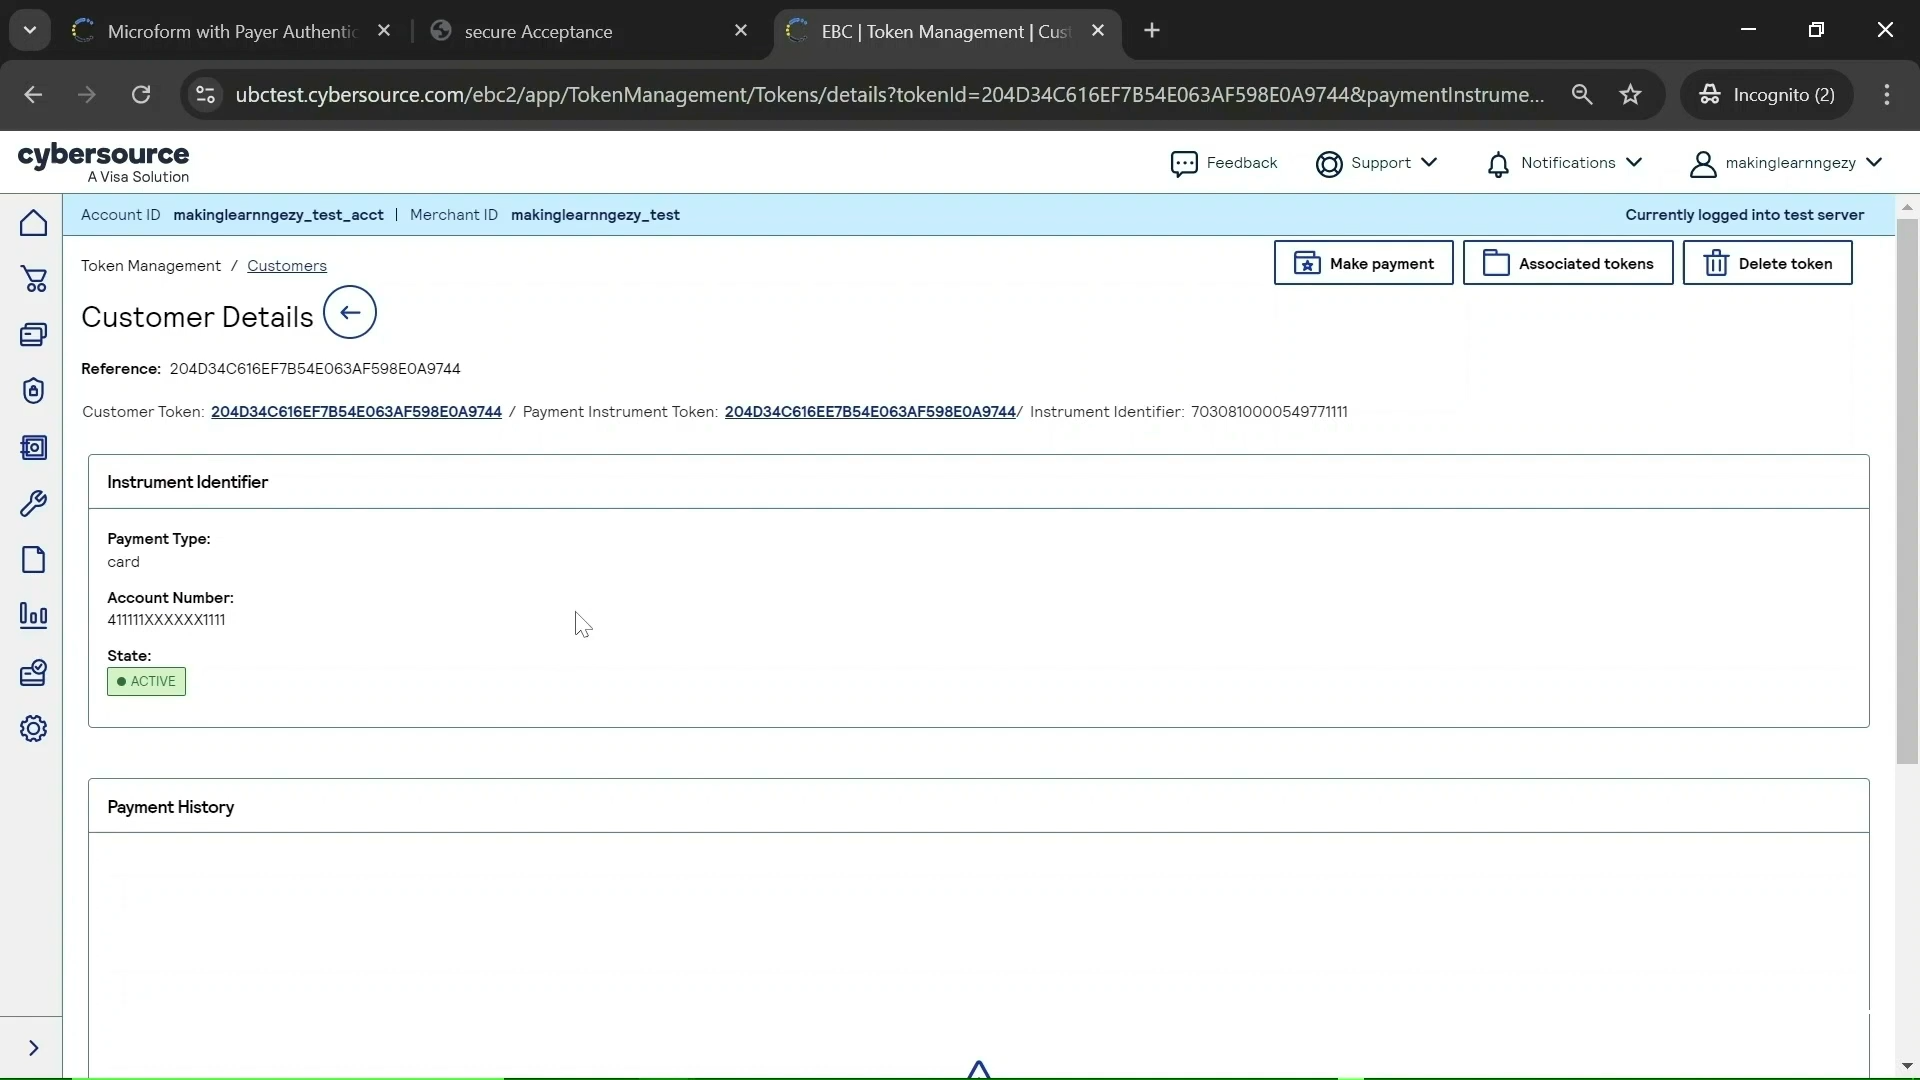 Microform with Payer Authentic
secure Acceptance
EBC | Token Management | Cus
ubctest.cybersource.com/ebc2/app/TokenManagement/Tokens/details?tokenId=204D34C616EF7B54E063AF598E0A9744&paymentInstrume...
Incognito (2)
cybersource
A Visa Solution
Feedback
Support
Notifications
makinglearnngezy
Account ID makinglearnngezy_test_acct | Merchant ID makinglearnngezy_test
Currently logged into test server
Token Management / Customers
Make payment
Associated tokens
Delete token
Customer Details
Reference: 204D34C616EF7B54E063AF598E0A9744
Customer Token: 204D34C616EF7B54E063AF598E0A9744 / Payment Instrument Token: 204D34C616EE7B54E063AF598E0A9744/ Instrument Identifier: 7030810000549771111
Instrument Identifier
Payment Type:
card
Account Number:
411111XXXXXX1111
State:
ACTIVE
Payment History